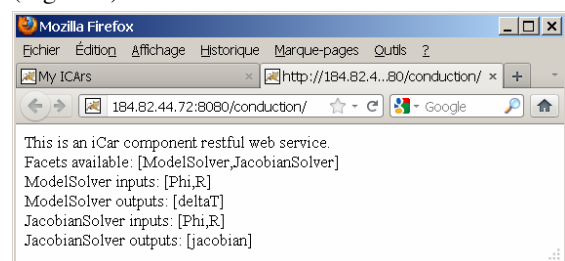 Mozilla Firefox
Fichier Édition Affichage Historique Marque-pages Outils ?
My ICArs × http://184.82.4...80/conduction/ × +
184.82.44.72:8080/conduction/ Google
This is an iCar component restful web service.
Facets available: [ModelSolver,JacobianSolver]
ModelSolver inputs: [Phi,R]
ModelSolver outputs: [deltaT]
JacobianSolver inputs: [Phi,R]
JacobianSolver outputs: [jacobian]